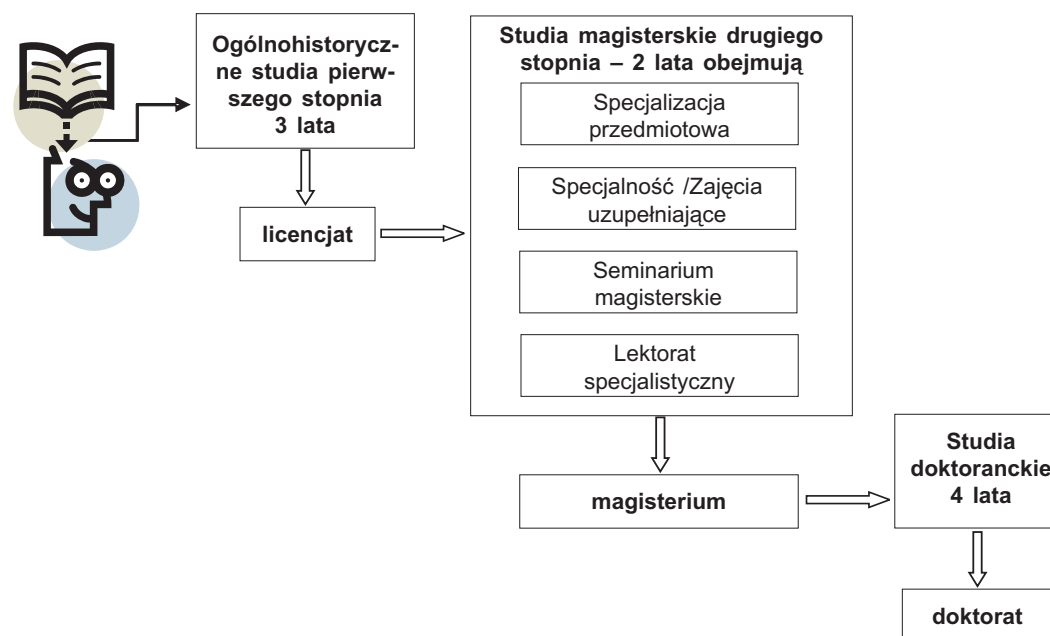 Ogólnohistorycz-
ne studia pierw-
szego stopnia
3 lata
licencjat
Studia magisterskie drugiego
stopnia – 2 lata obejmują
Specjalizacja
przedmiotowa
Specjalność /Zajęcia
uzupełniające
Seminarium
magisterskie
Lektorat
specjalistyczny
magisterium
Studia
doktoranckie
4 lata
doktorat